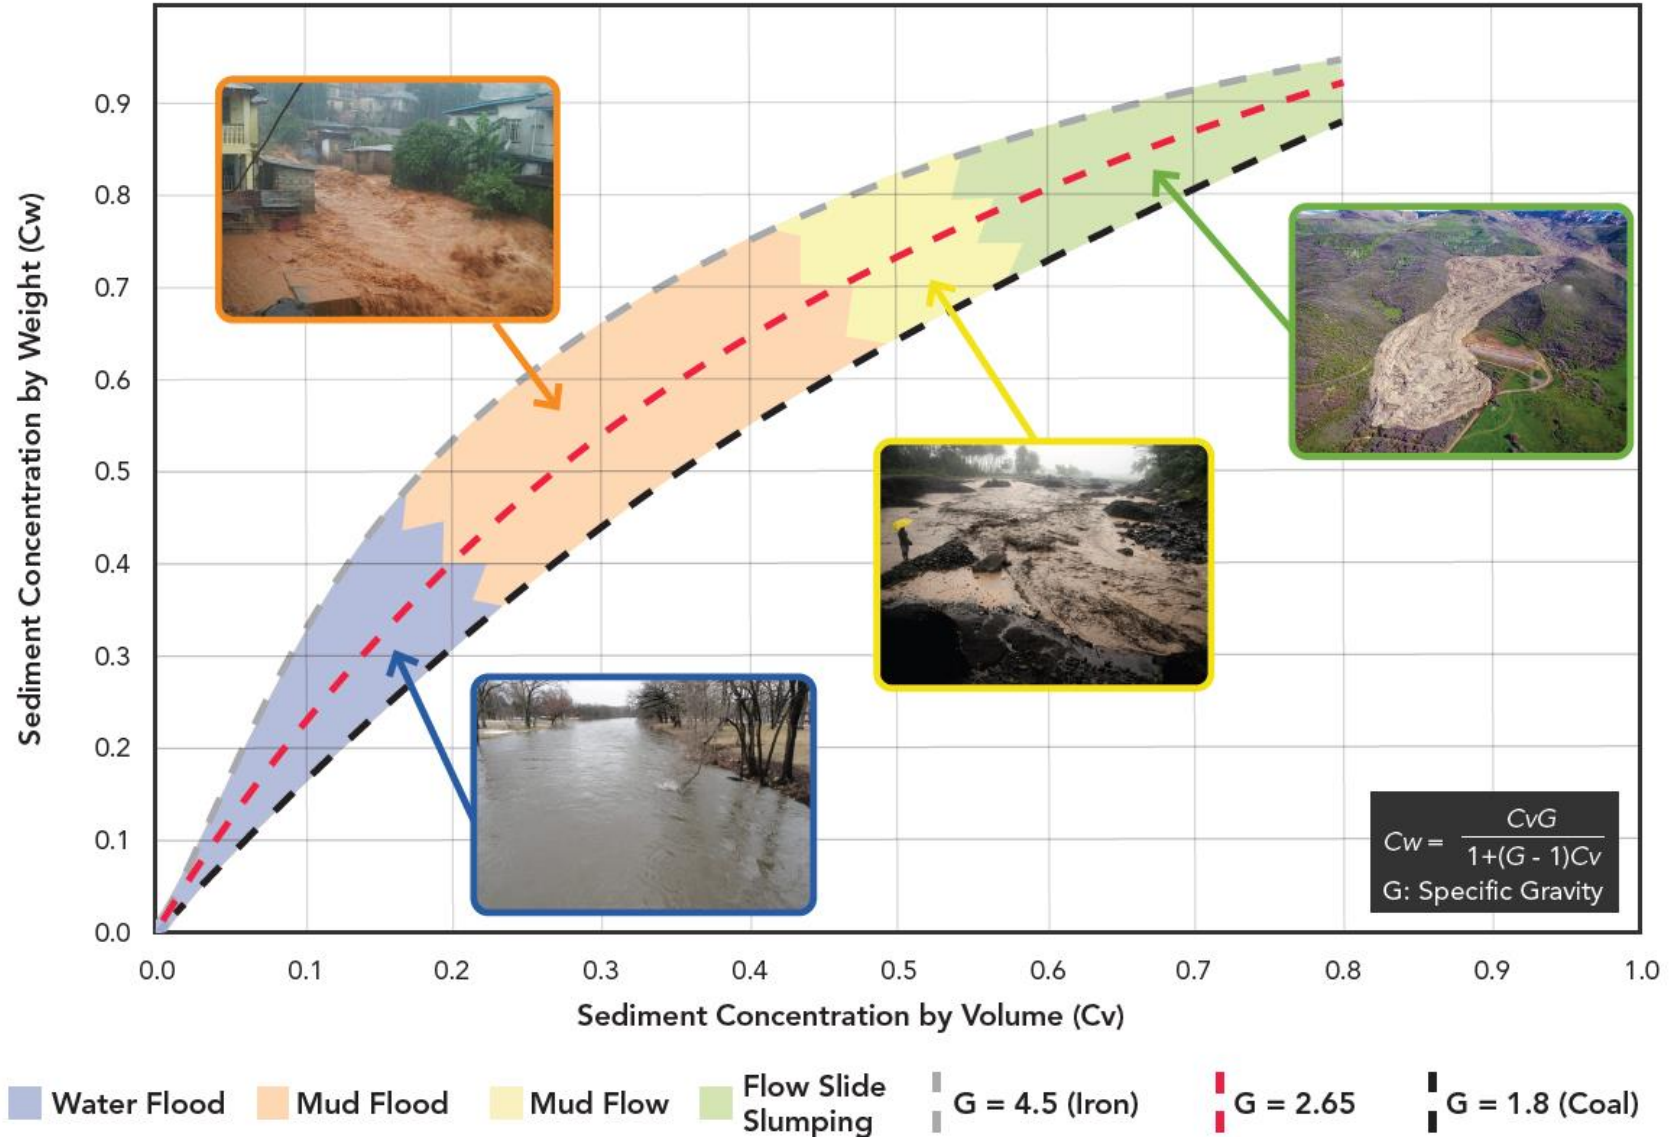 Sediment Concentration by Weight (Cw)
0.9
0.8
0.7
0.6
0.5
0.4
0.3
0.2
0.1
0.0
Cw = CvG / 1+(G - 1)Cv
G: Specific Gravity
0.0 0.1 0.2 0.3 0.4 0.5 0.6 0.7 0.8 0.9 1.0
Sediment Concentration by Volume (Cv)
Water Flood
Mud Flood
Mud Flow
Flow Slide
Slumping
G = 4.5 (Iron)
G = 2.65
G = 1.8 (Coal)